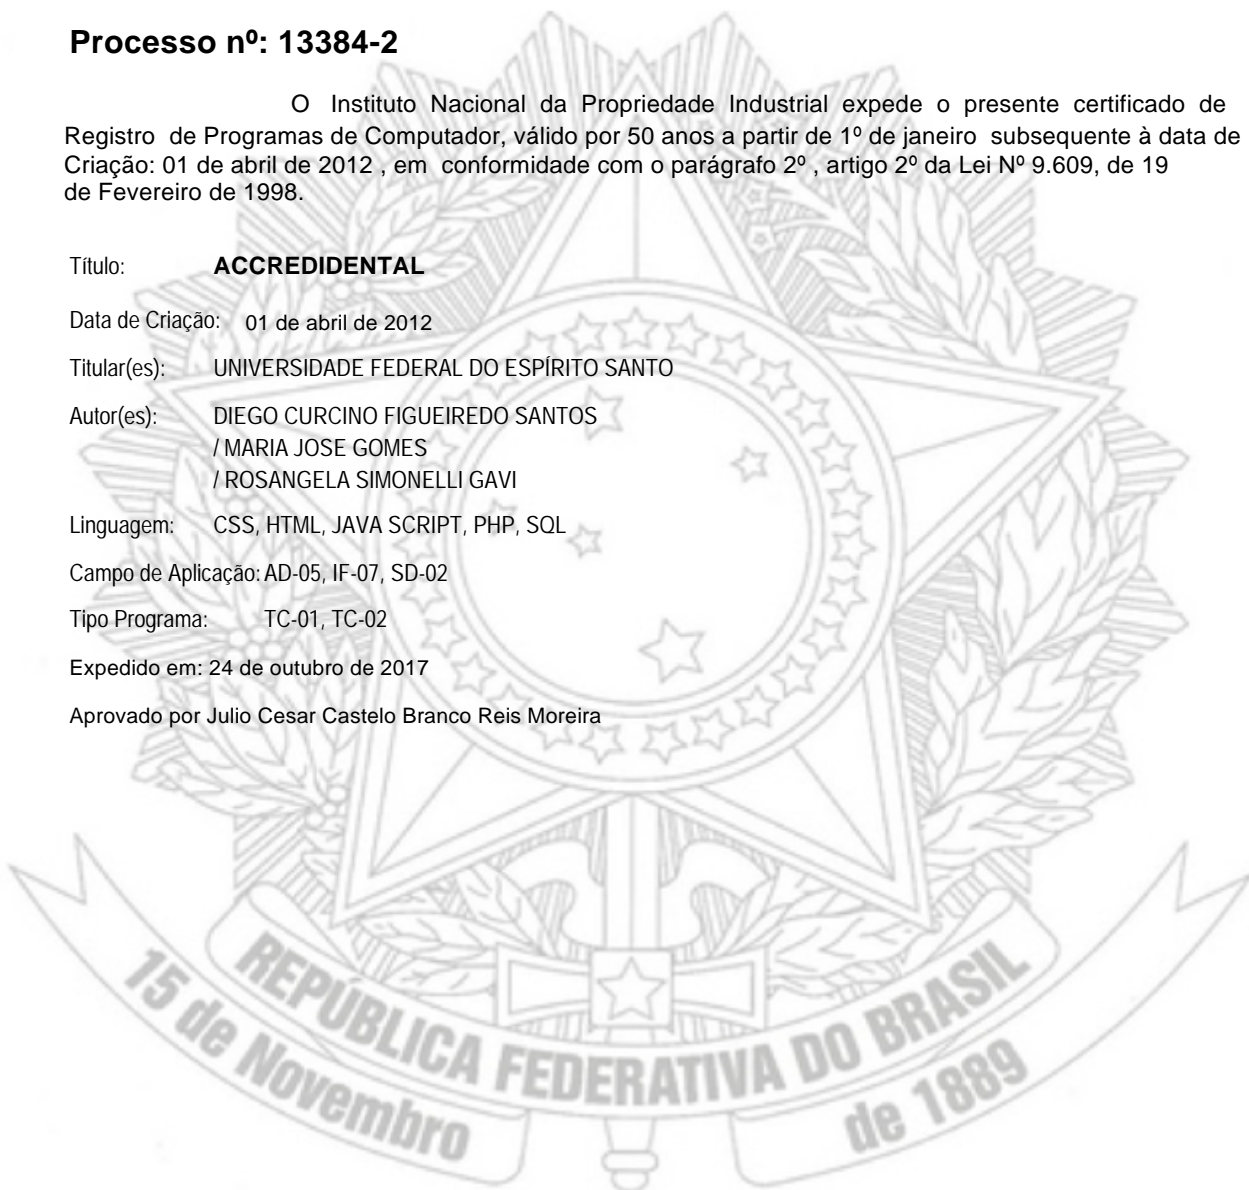 Processo nº: 13384-2
O Instituto Nacional da Propriedade Industrial expede o presente certificado de
Registro de Programas de Computador, válido por 50 anos a partir de 1º de janeiro subsequente à data de
Criação: 01 de abril de 2012 , em conformidade com o parágrafo 2º , artigo 2º da Lei Nº 9.609, de 19
de Fevereiro de 1998.
Título: ACCREDIDENTAL
Data de Criação: 01 de abril de 2012
Titular(es): UNIVERSIDADE FEDERAL DO ESPÍRITO SANTO
Autor(es): DIEGO CURCINO FIGUEIREDO SANTOS
/ MARIA JOSE GOMES
/ ROSANGELA SIMONELLI GAVI
Linguagem: CSS, HTML, JAVA SCRIPT, PHP, SQL
Campo de Aplicação: AD-05, IF-07, SD-02
Tipo Programa: TC-01, TC-02
Expedido em: 24 de outubro de 2017
Aprovado por Julio Cesar Castelo Branco Reis Moreira
REPÚBLICA FEDERATIVA DO BRASIL
15 de Novembro de 1889